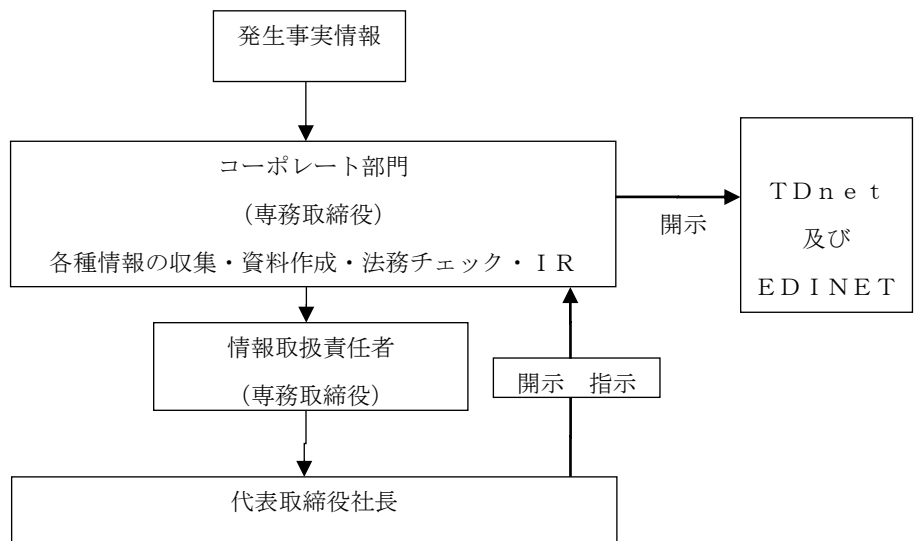 発生事実情報
コーポレート部門
（専務取締役）
各種情報の収集・資料作成・法務チェック・ＩＲ
開示
ＴＤｎｅｔ
及び
ＥＤＩＮＥＴ
情報取扱責任者
（専務取締役）
開示　指示
代表取締役社長